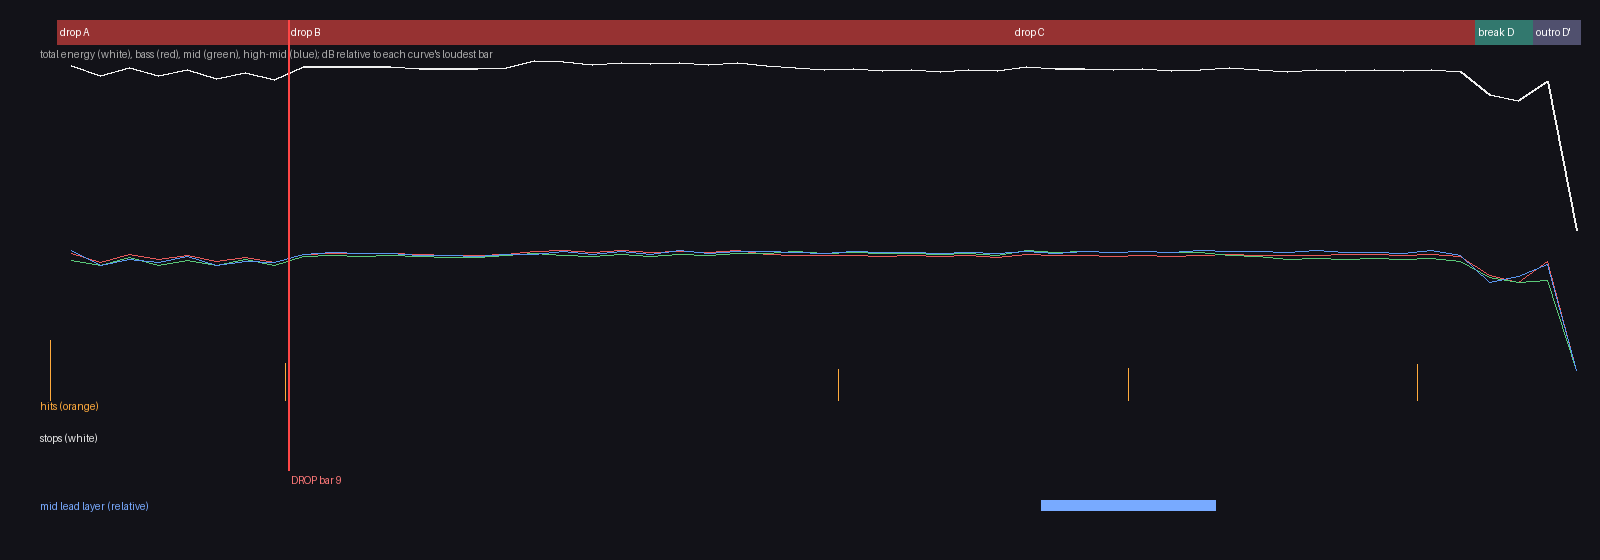 drop A drop B drop C break D outro D'
total energy (white), bass (red), mid (green), high-mid (blue); dB relative to each curve's loudest bar
hits (orange)
stops (white)
DROP bar 9
mid lead layer (relative)